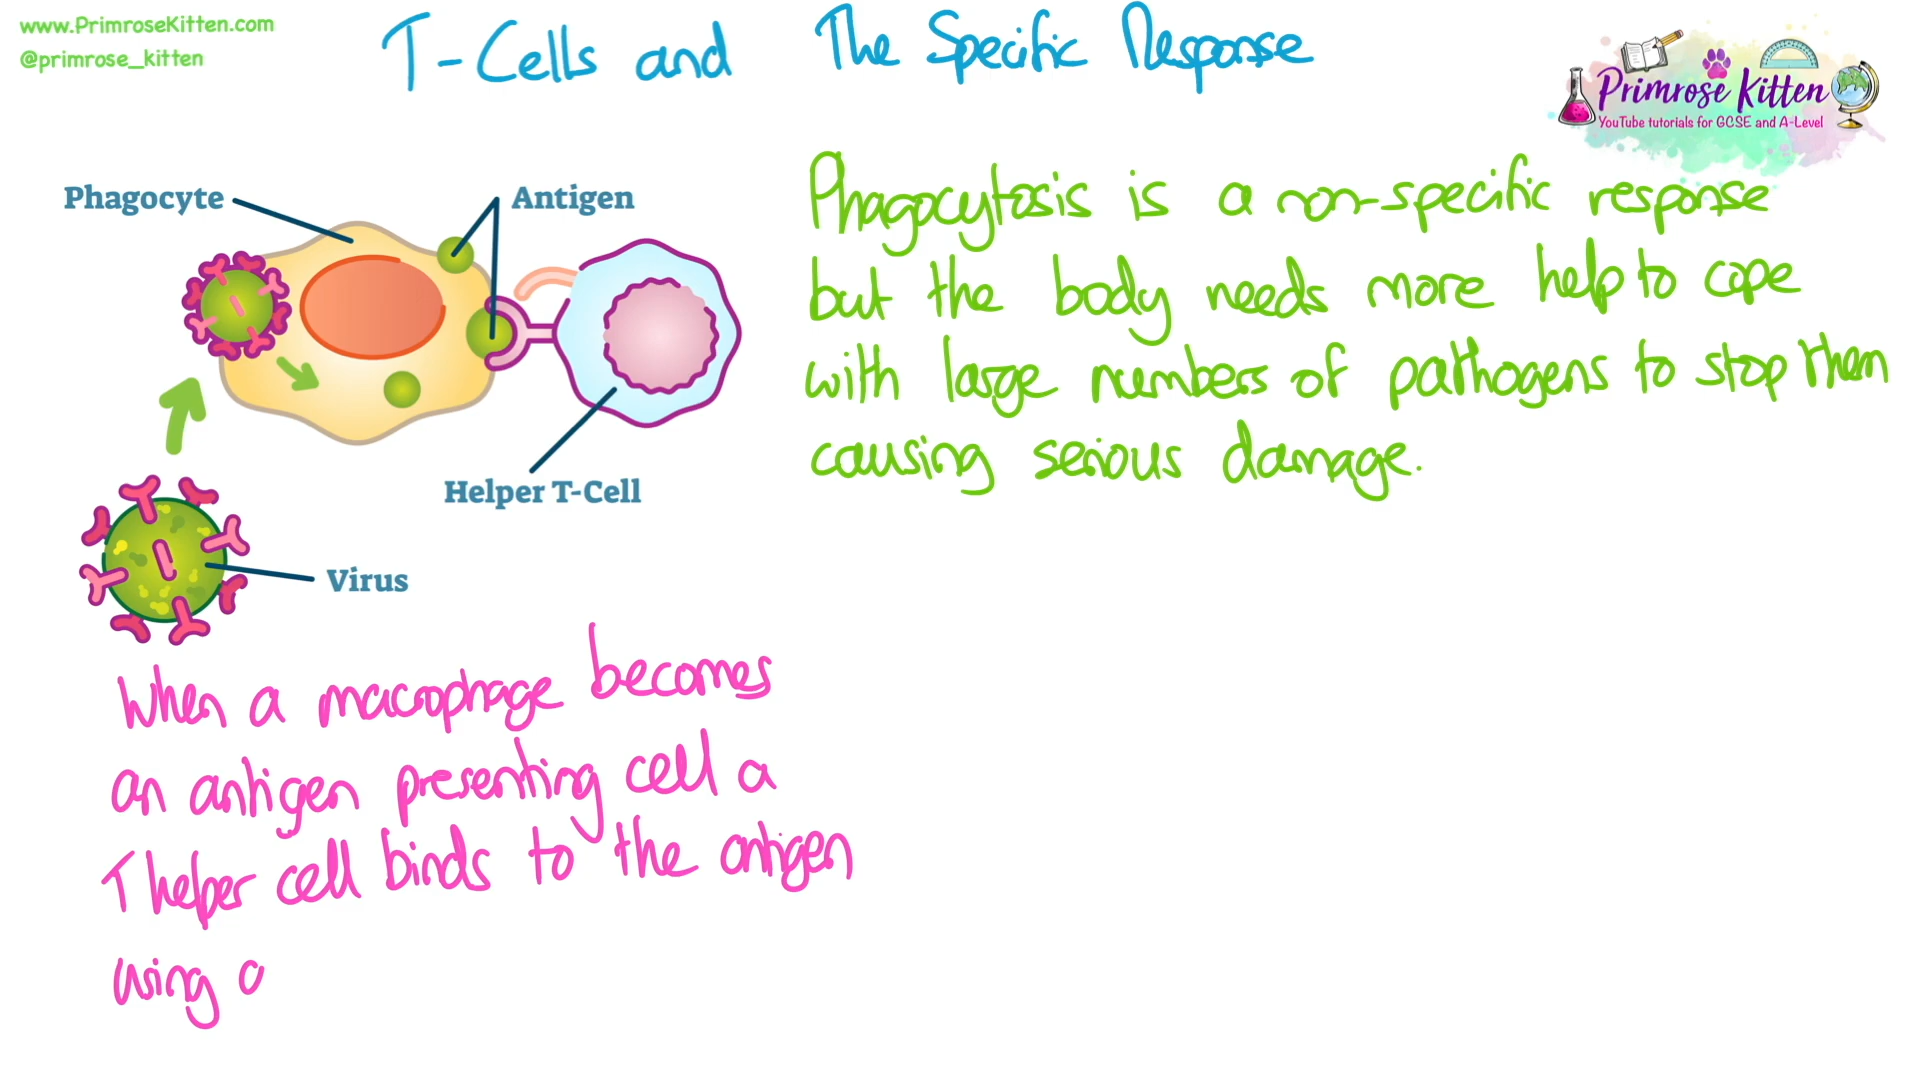 www.PrimroseKitten.com
@primrose_kitten
T-Cells and The Specific Response
Primrose Kitten
YouTube tutorials for GCSE and A-Level
Phagocyte
Antigen
Helper T-Cell
Virus
Phagocytosis is a non-specific response
but the body needs more help to cope
with large numbers of pathogens to stop them
causing serious damage.
When a macrophage becomes
an antigen presenting cell a
T helper cell binds to the antigen
using a